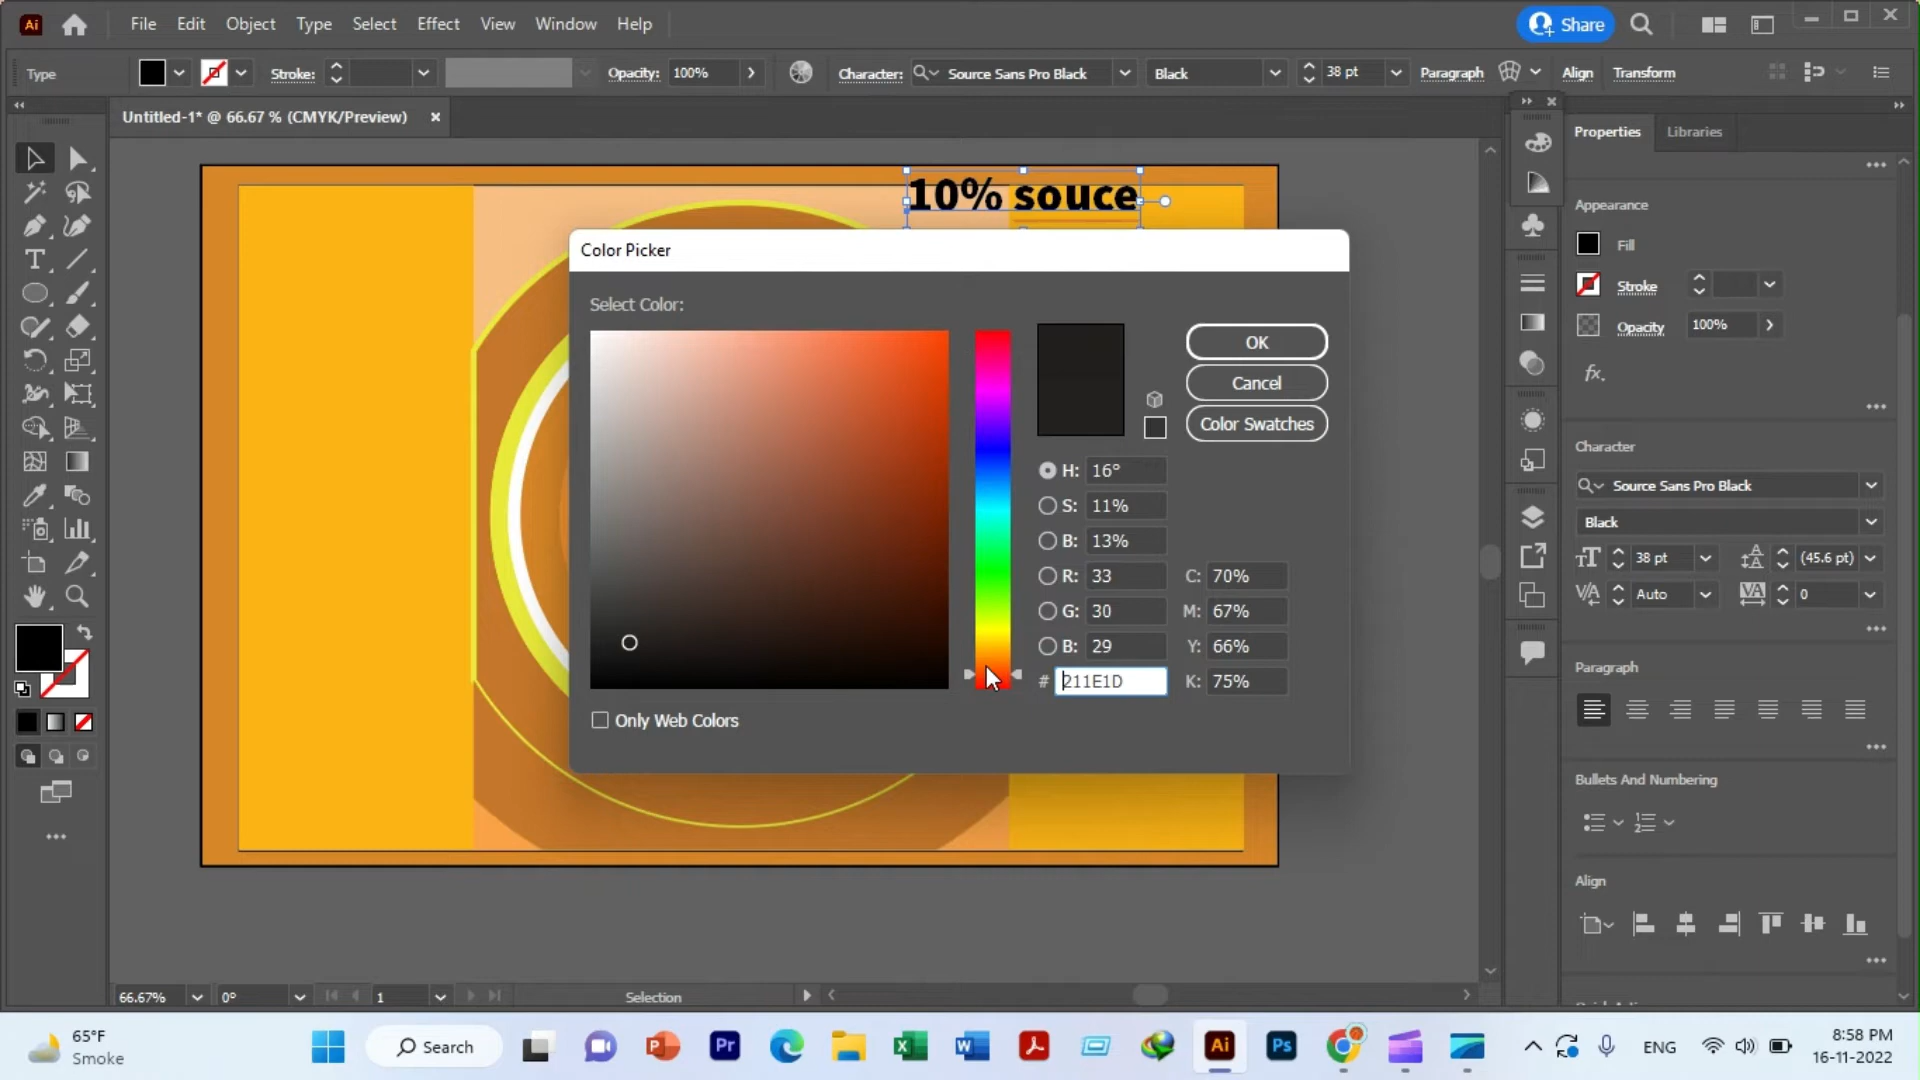 Ai File Edit Object Type Select Effect View Window Help Share
Type Stroke: Opacity: 100% Character: Source Sans Pro Black Black 38 pt Paragraph Align Transform
Untitled-1* @ 66.67 % (CMYK/Preview)
Properties Libraries
10% souce
Appearance
Fill
Stroke
Opacity 100%
fx.
Color Picker
Select Color:
OK
Cancel
Color Swatches
H: 16°
S: 11%
B: 13%
R: 33 C: 70%
G: 30 M: 67%
B: 29 Y: 66%
# 211E1D K: 75%
Only Web Colors
Character
Source Sans Pro Black
Black
38 pt (45.6 pt)
Auto 0
Paragraph
Bullets And Numbering
Align
66.67% 0° 1 Selection
65°F
Smoke
Search
ENG
8:58 PM
16-11-2022